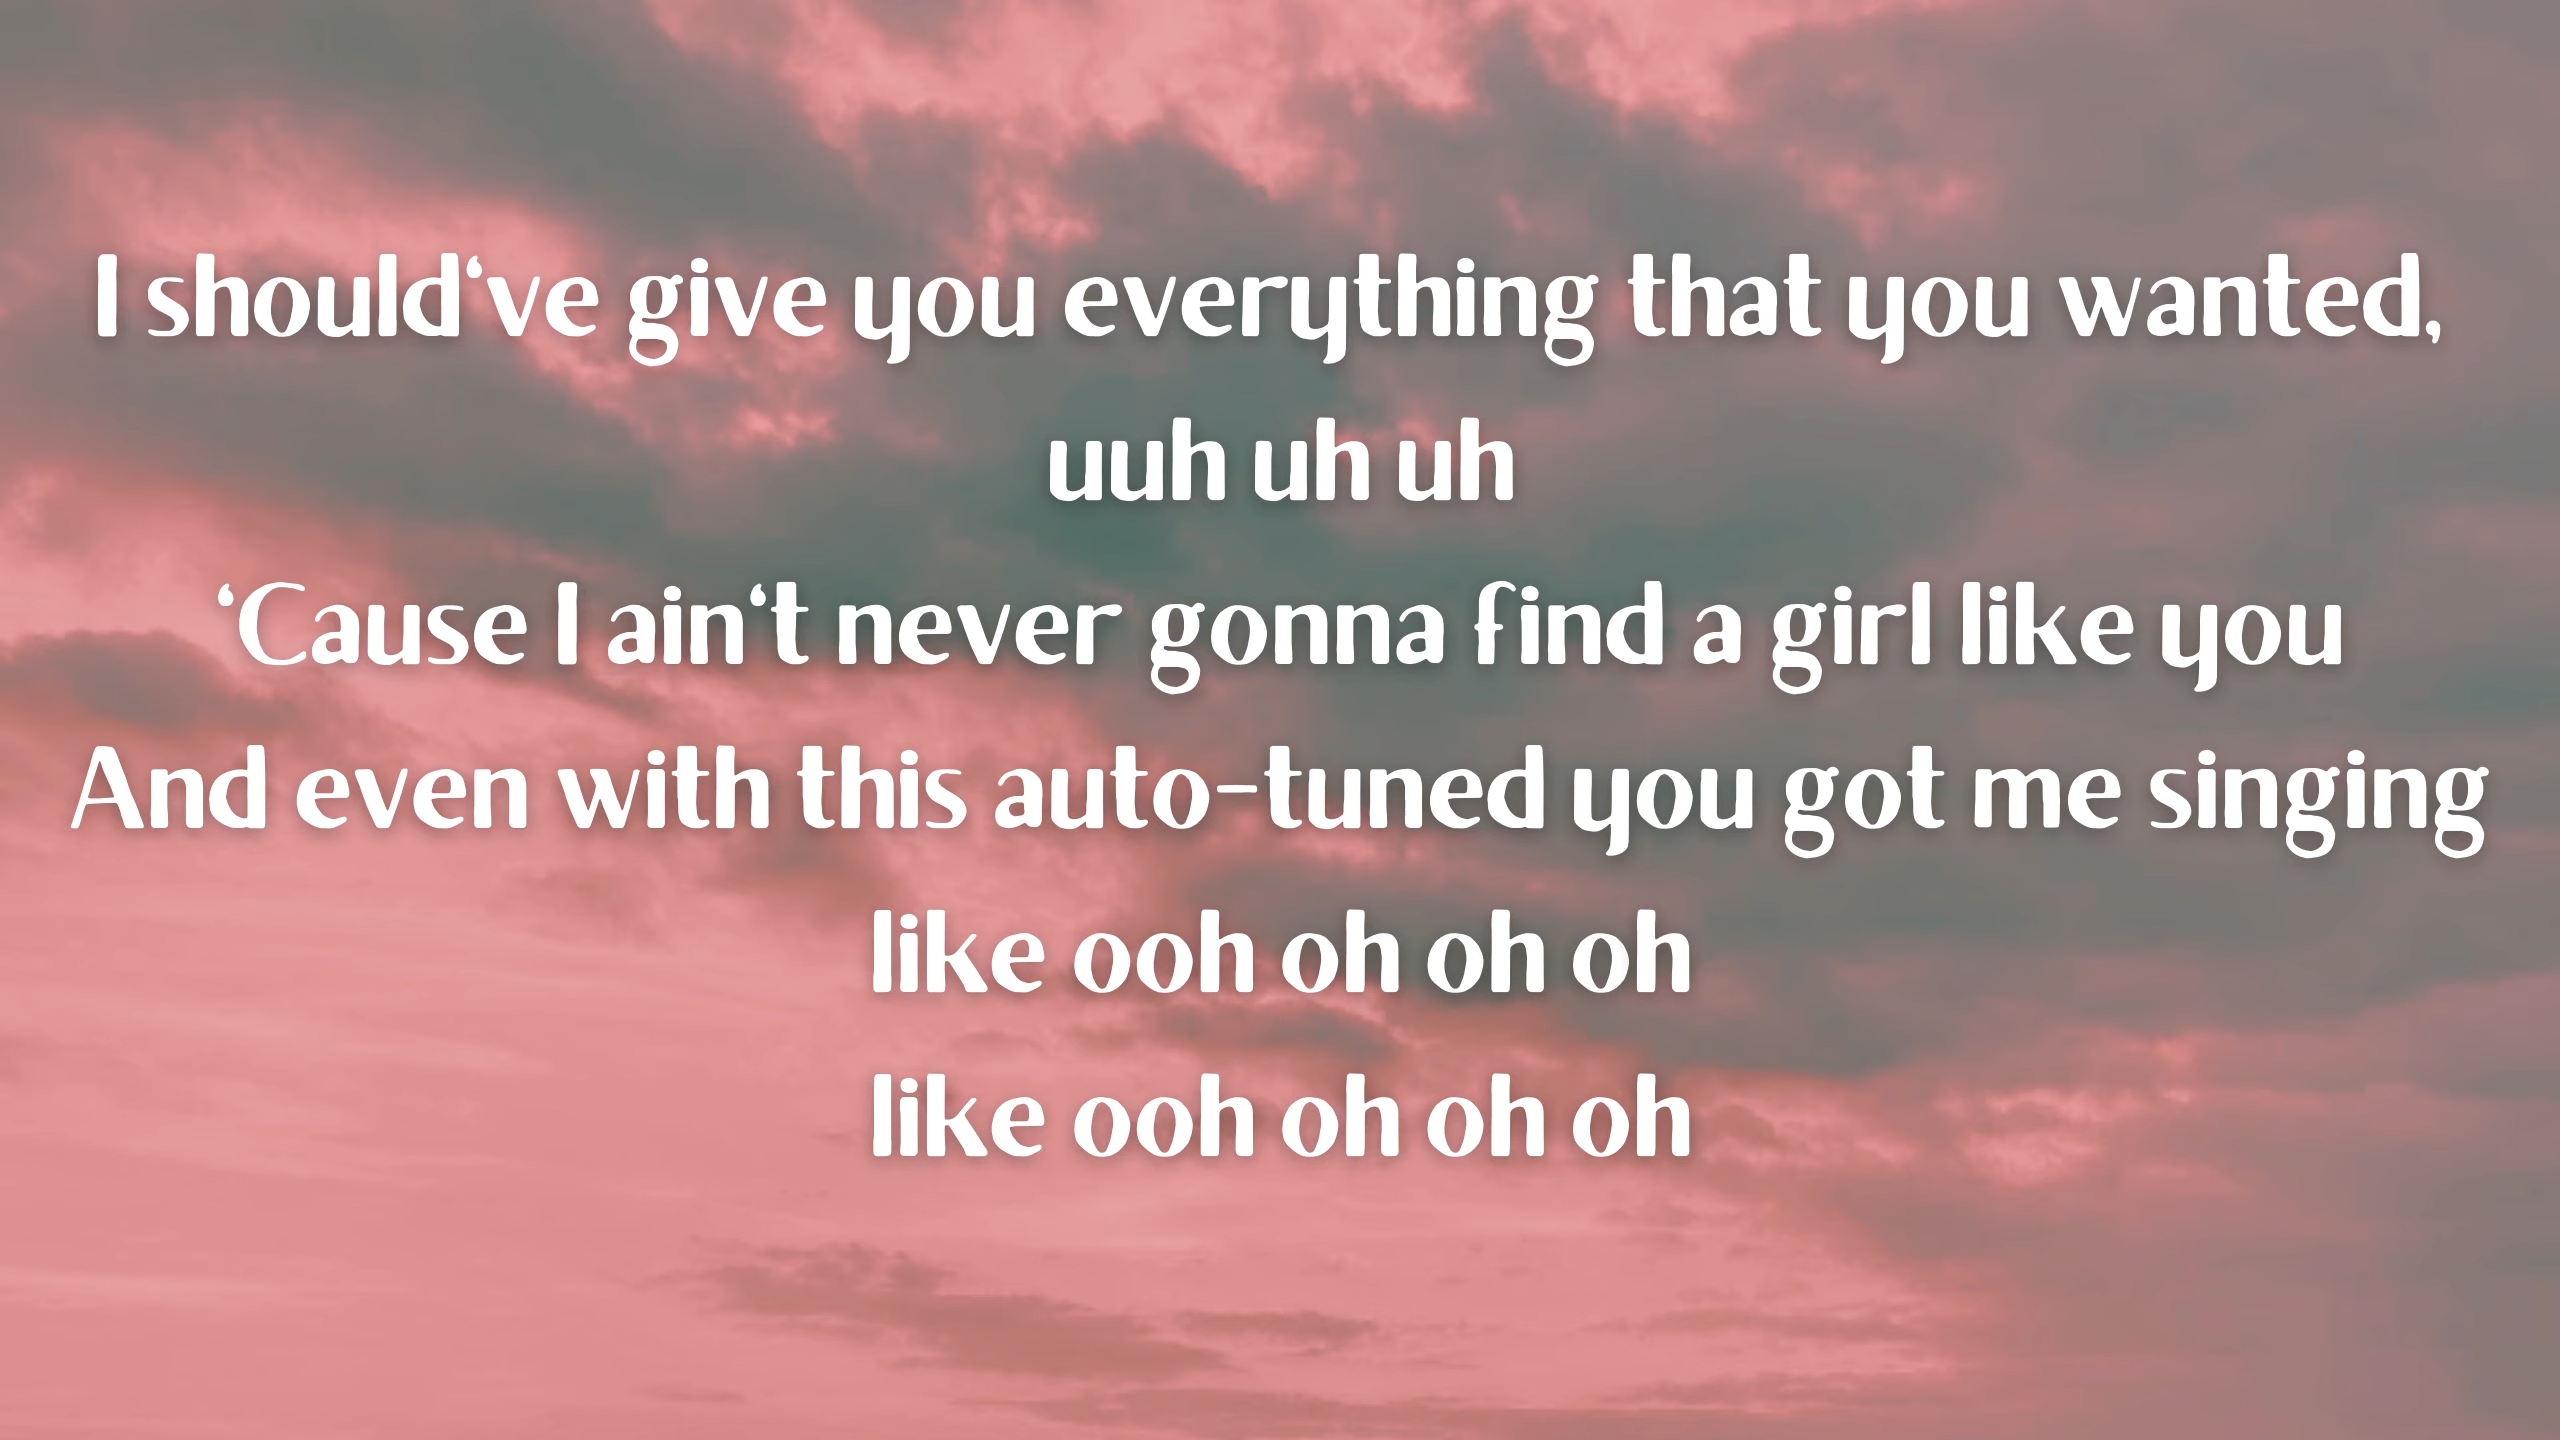 I should‘ve give you everything that you wanted,
uuh uh uh
‘Cause I ain‘t never gonna find a girl like you
And even with this auto-tuned you got me singing
like ooh oh oh oh
like ooh oh oh oh